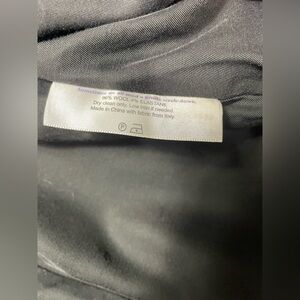 96% WOOL 4% ELASTANE
Dry clean only. Low iron if needed.
Made in China with fabric from Italy.
P